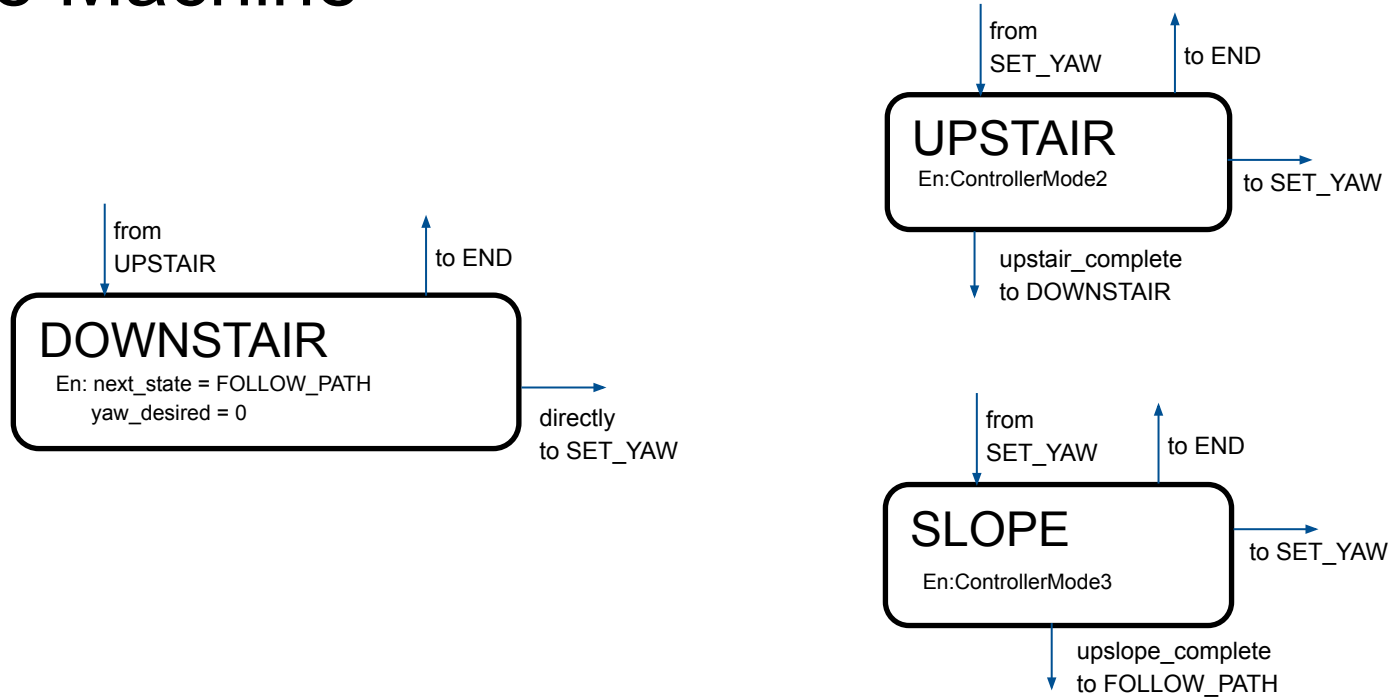 from
UPSTAIR
to END
DOWNSTAIR
En: next_state = FOLLOW_PATH
yaw_desired = 0
directly
to SET_YAW
from
SET_YAW
to END
UPSTAIR
En:ControllerMode2
to SET_YAW
upstair_complete
to DOWNSTAIR
from
SET_YAW
to END
SLOPE
En:ControllerMode3
to SET_YAW
upslope_complete
to FOLLOW_PATH